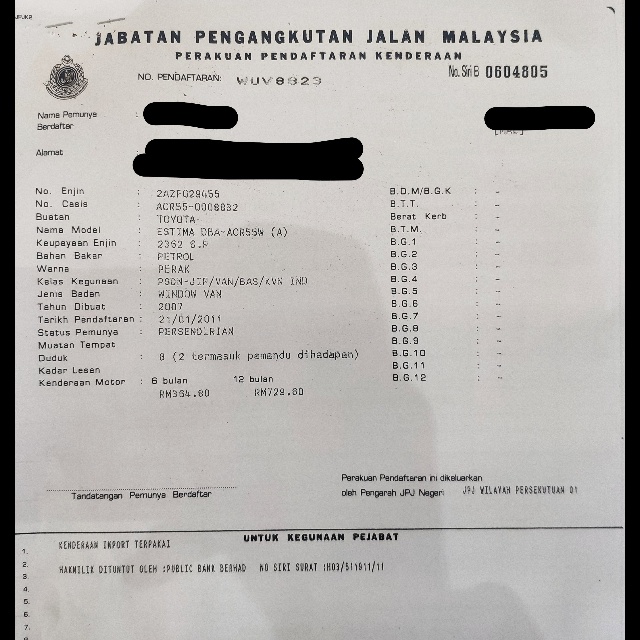 JABATAN PENGANGKUTAN JALAN MALAYSIA
PERAKUAN PENDAFTARAN KENDERAAN
NO. PENDAFTARAN: WUV8323 No. Siri B 0604805
Nama Pemunya Berdaftar :
Alamat :
No. Enjin : 2AZF029455 B.D.M/B.G.K : -
No. Casis : ACR55-0008032 B.T.T. : -
Buatan : TOYOTA Berat Kerb : -
Nama Model : ESTIMA DBA-ACR55W (A) B.T.M. : -
Keupayaan Enjin : 2362 S.P B.G.1 : -
Bahan Bakar : PETROL B.G.2 : -
Warna : PERAK B.G.3 : -
Kelas Kegunaan : PSDN-JIP/VAN/BAS/KVN IND B.G.4 : -
Jenis Badan : WINDOW VAN B.G.5 : -
Tahun Dibuat : 2007 B.G.6 : -
Tarikh Pendaftaran : 21/01/2011 B.G.7 : -
Status Pemunya : PERSENDIRIAN B.G.8 : -
Muatan Tempat B.G.9 : -
Duduk : 8 (2 termasuk pemandu dihadapan) B.G.10 : -
Kadar Lesen B.G.11 : -
Kenderaan Motor : 6 bulan 12 bulan B.G.12 : -
RM364.80 RM729.60
Perakuan Pendaftaran ini dikeluarkan
Tandatangan Pemunya Berdaftar oleh Pengarah JPJ Negeri JPJ WILAYAH PERSEKUTUAN 01
UNTUK KEGUNAAN PEJABAT
1. KENDERAAN IMPORT TERPAKAI
2. HAKMILIK DITUNTUT OLEH :PUBLIC BANK BERHAD NO SIRI SURAT :H03/511911/11
3.
4.
5.
6.
7.